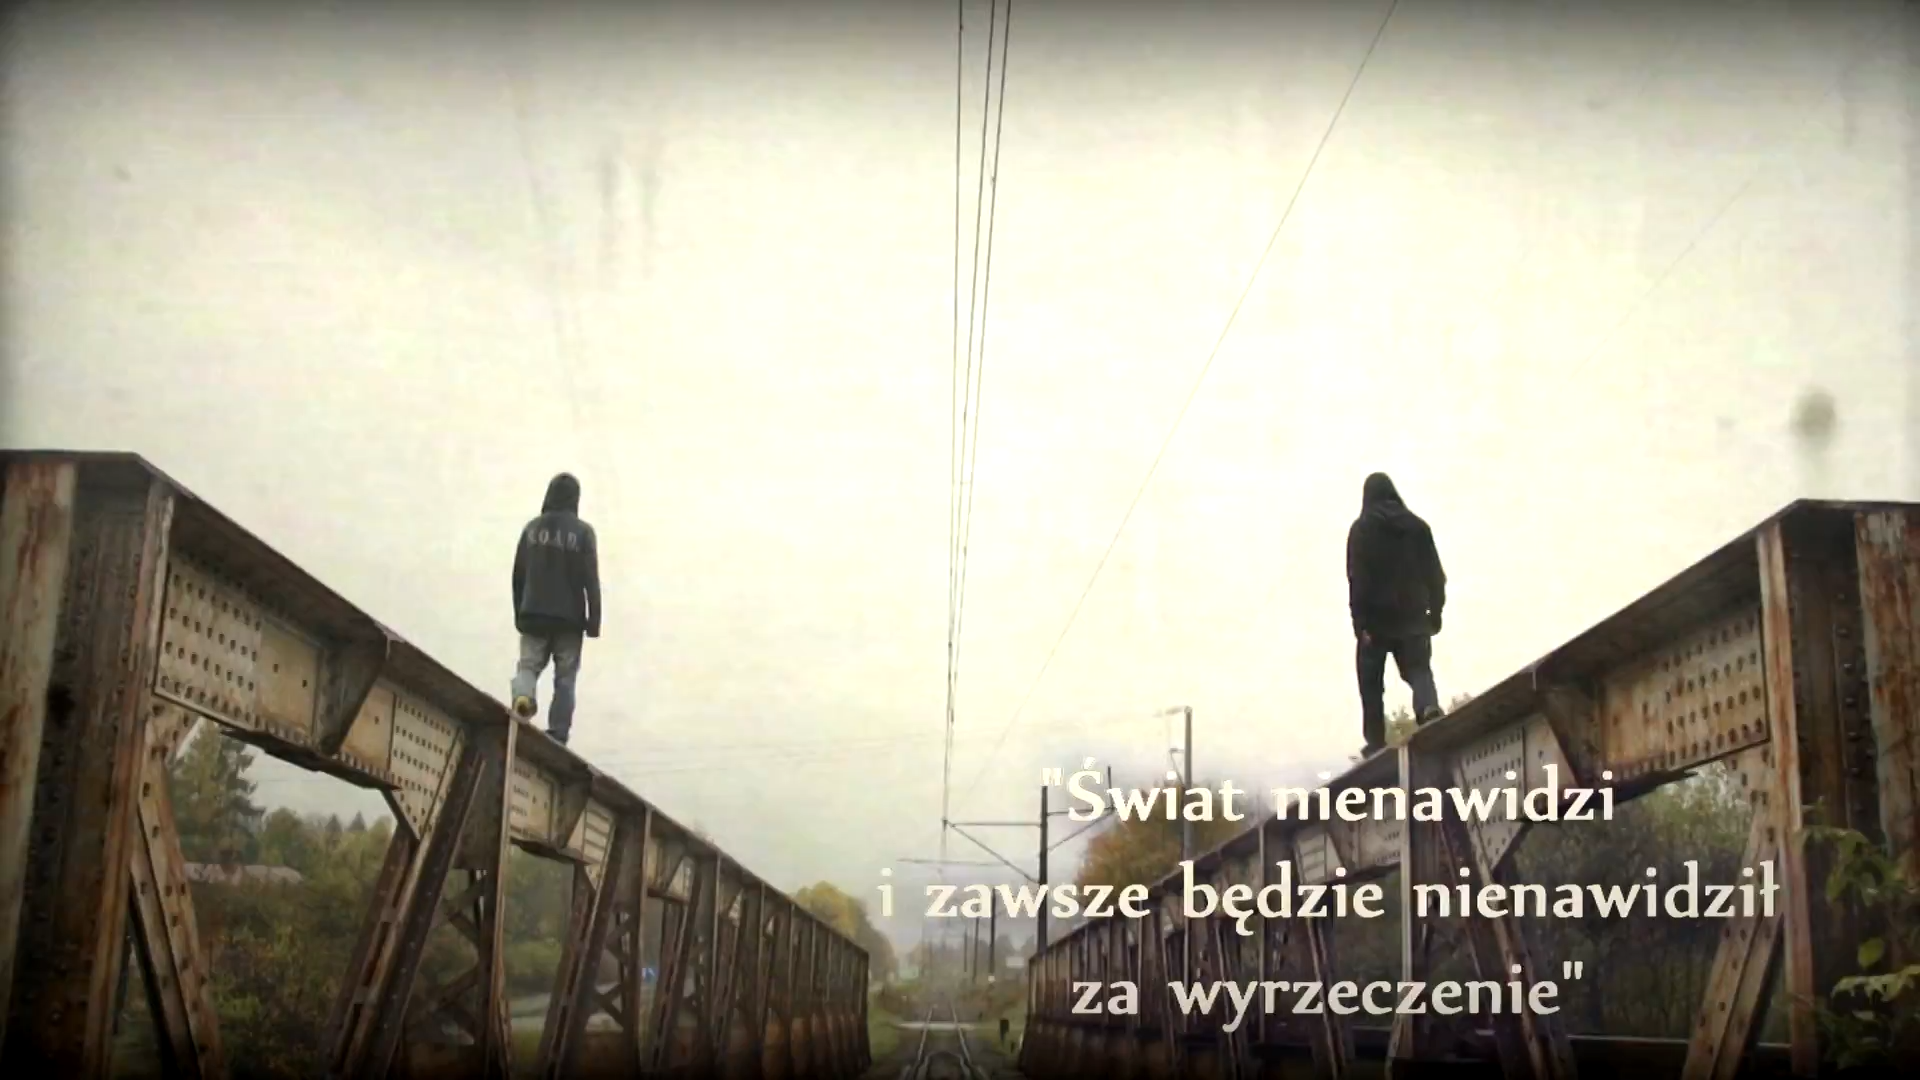 "Świat nienawidzi
i zawsze będzie nienawidził
za wyrzeczenie"